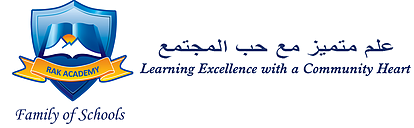 RAK ACADEMY
Family of Schools
علم متميز مع حب المجتمع
Learning Excellence with a Community Heart